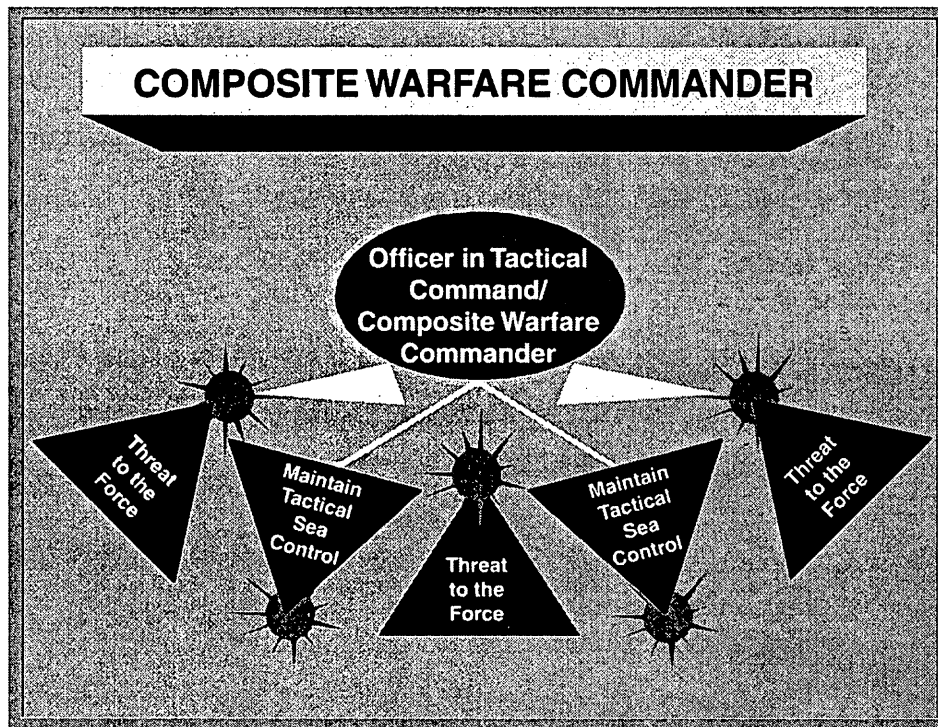 COMPOSITE WARFARE COMMANDER
Officer in Tactical
Command/
Composite Warfare
Commander
Threat
to the
Force
Maintain
Tactical
Sea
Control
Threat
to the
Force
Maintain
Tactical
Sea
Control
Threat
to the
Force